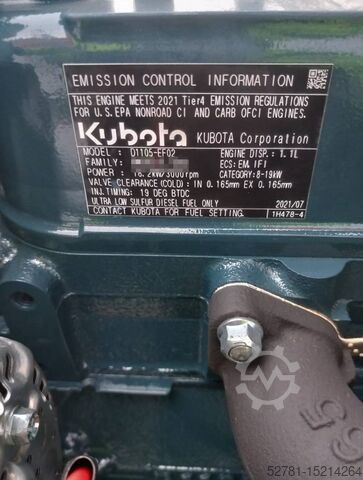 EMISSION CONTROL INFORMATION
THIS ENGINE MEETS 2021 Tier4 EMISSION REGULATIONS
FOR U.S.EPA NONROAD CI AND CARB OFCI ENGINES.
Kubota KUBOTA Corporation
MODEL : D1105-EF02 ENGINE DISP.: 1.1L
FAMILY: ECS: EM, IFI
POWER : 18.2kW/3000rpm CATEGORY: 8-19kW
VALVE CLEARANCE (COLD): IN 0.165mm EX 0.165mm
INJ. TIMING: 19 DEG BTDC
ULTRA LOW SULFUR DIESEL FUEL ONLY 2021/07
CONTACT KUBOTA FOR FUEL SETTING. 1H478-4
52781-15214264